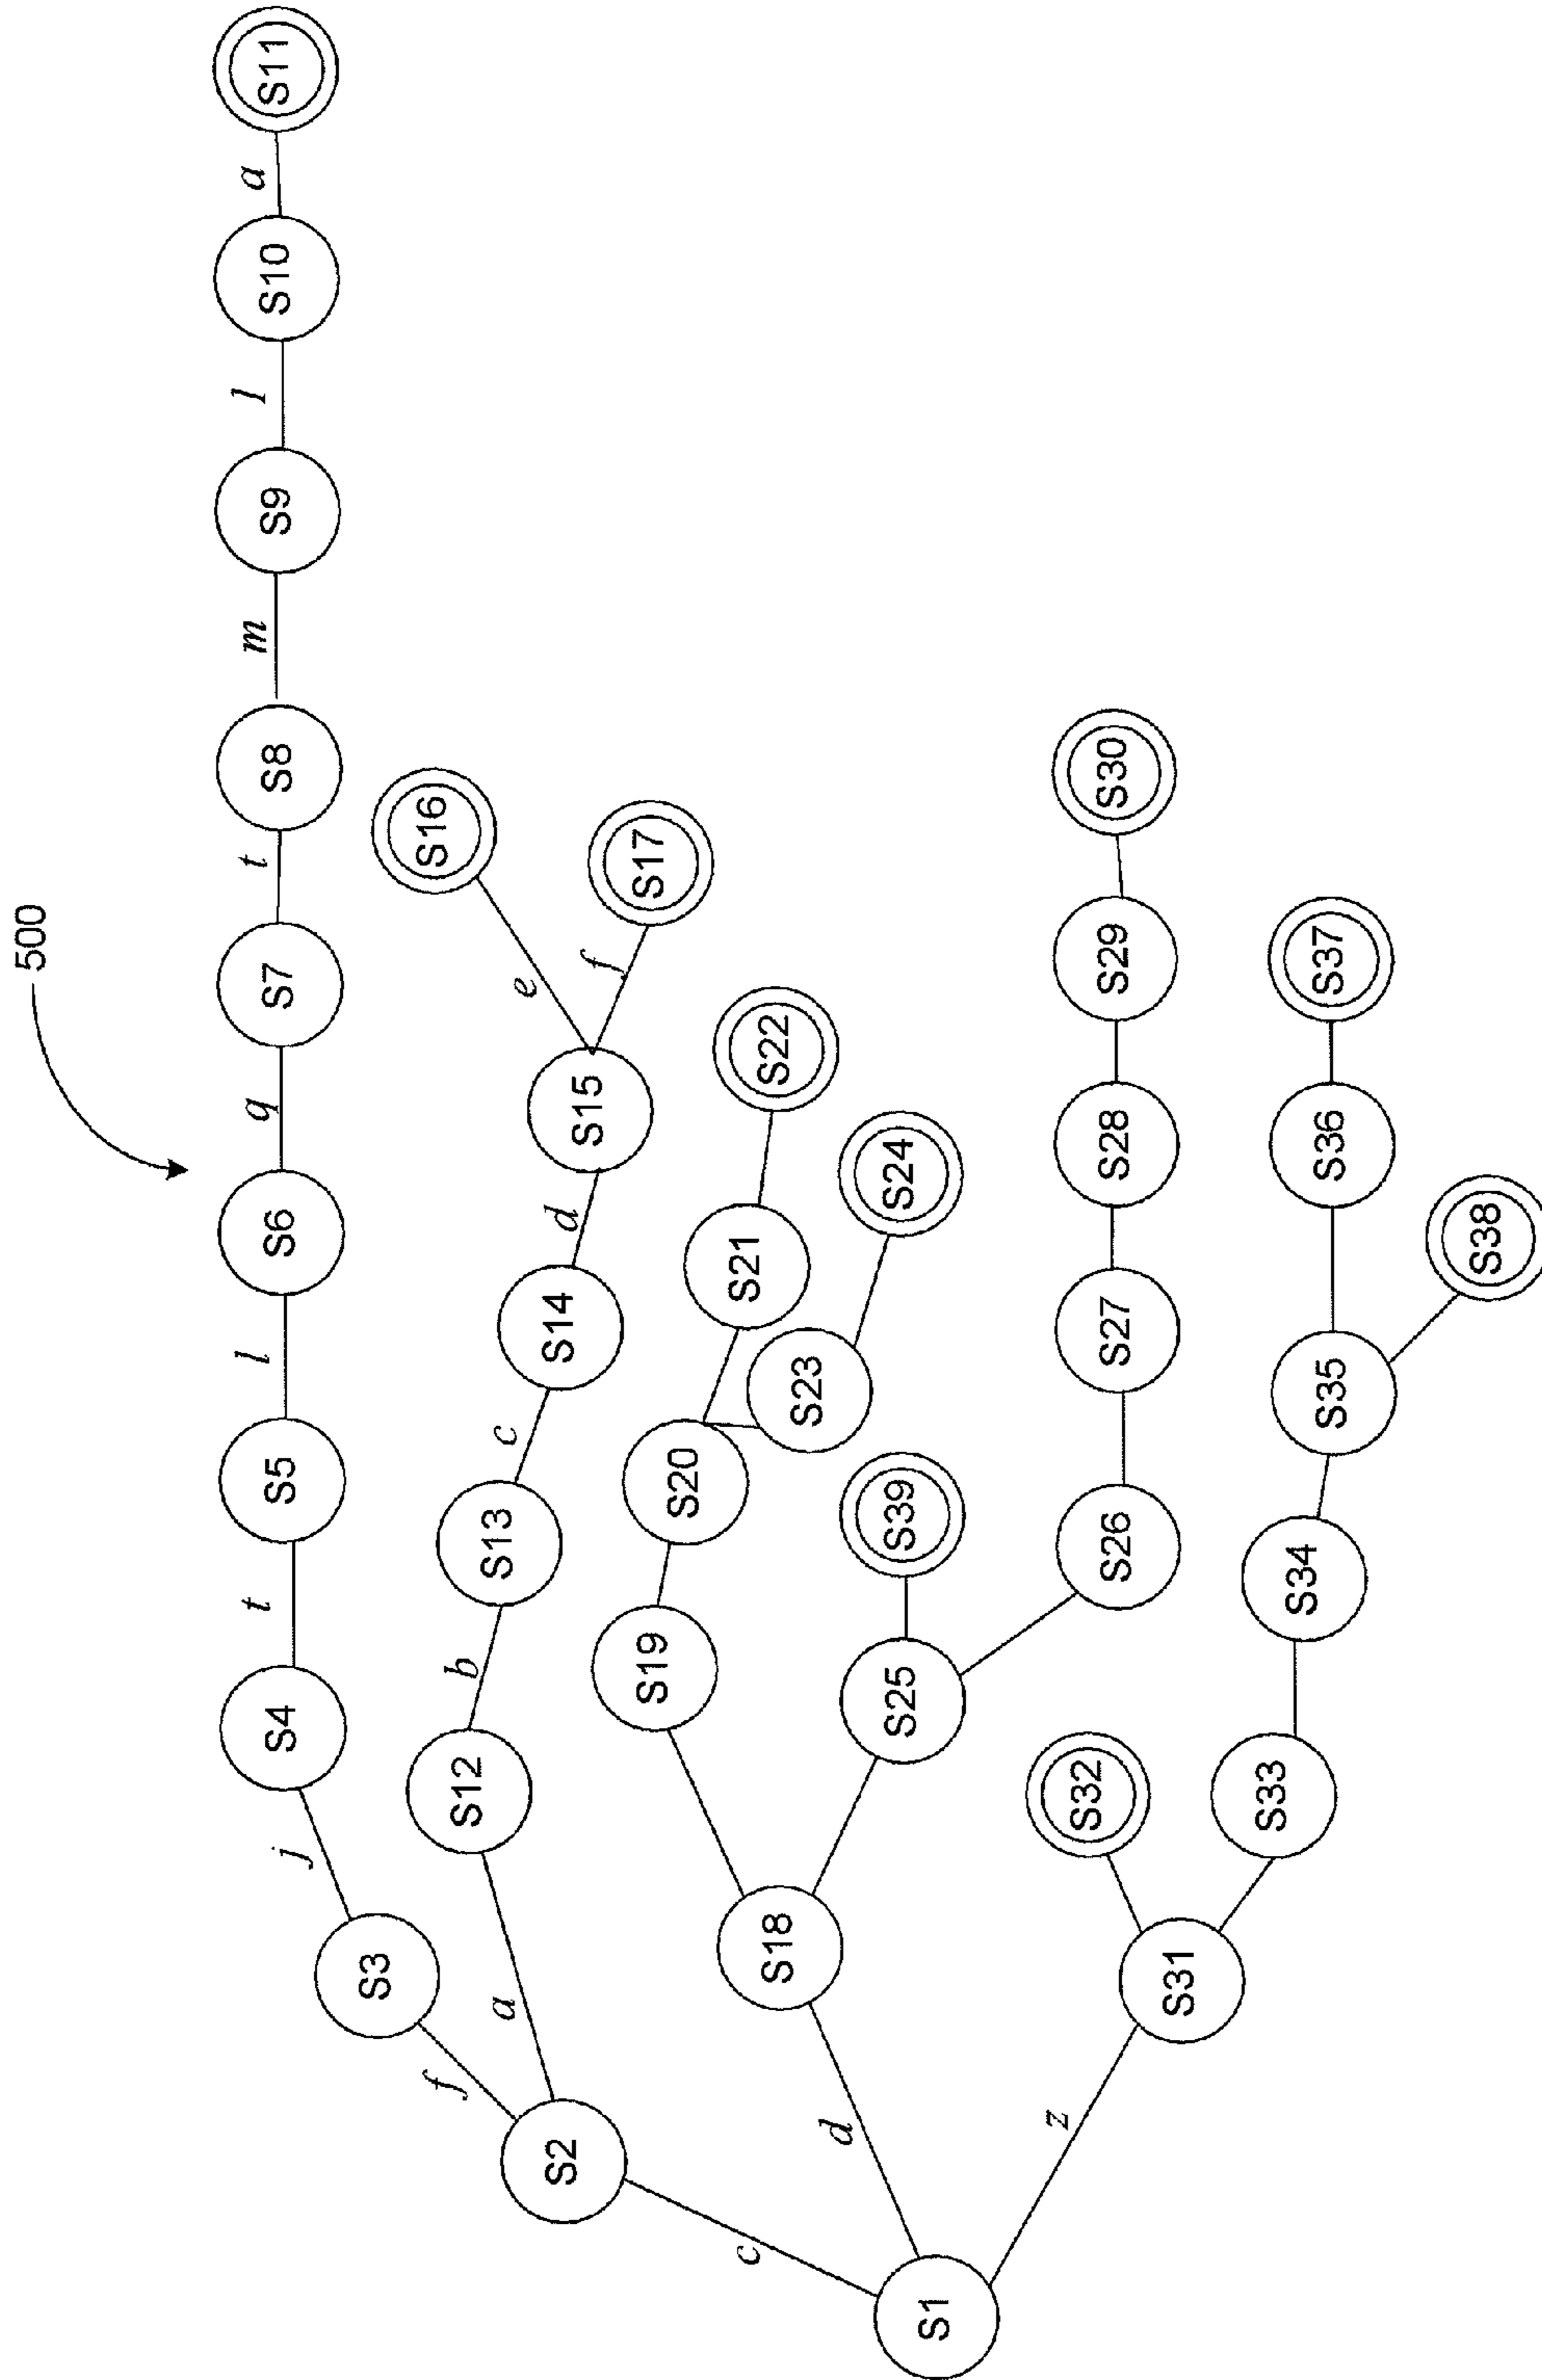 500
S1
c
S2
f
S3
j
S4
t
S5
l
S6
q
S7
t
S8
m
S9
l
S10
a
S11
a
S12
b
S13
c
S14
d
S15
e
S16
f
S17
d
S18
S19
S20
S21
S22
S23
S24
S25
S39
S26
S27
S28
S29
S30
z
S31
S32
S33
S34
S35
S36
S37
S38